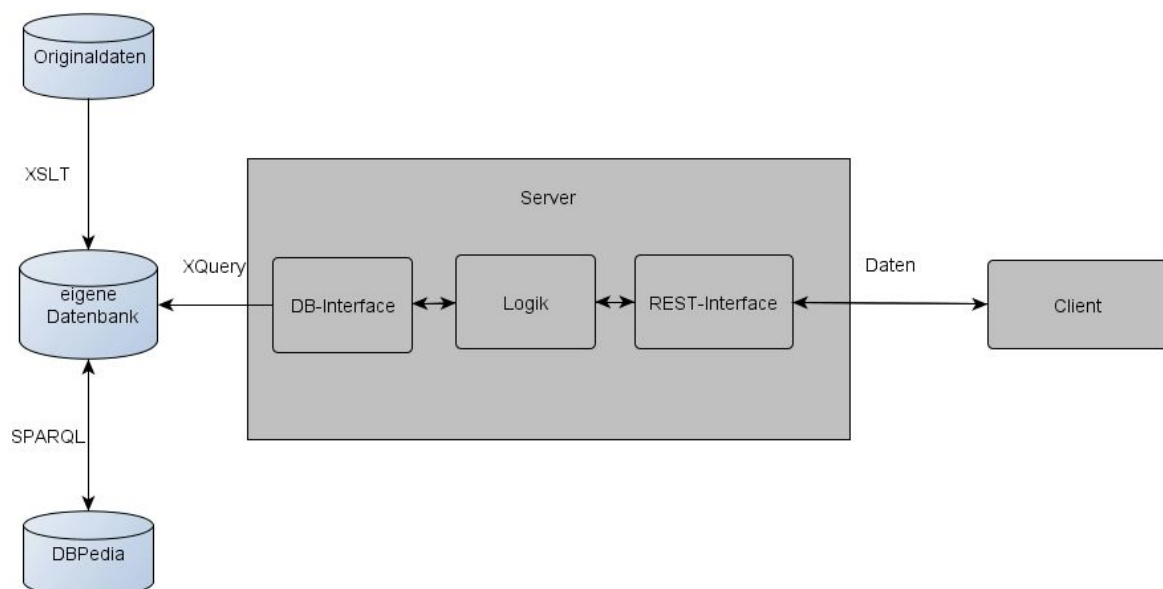 Originaldaten
XSLT
Server
XQuery
Daten
eigene
Datenbank
DB-Interface
Logik
REST-Interface
Client
SPARQL
DBPedia